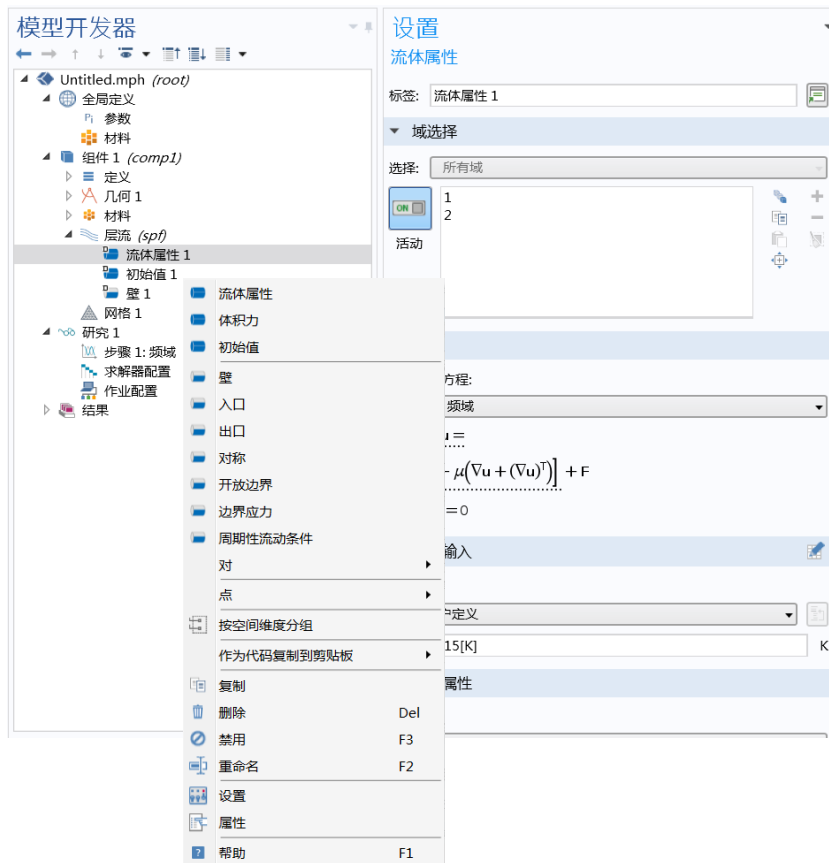 模型开发器
Untitled.mph (root)
全局定义
Pi 参数
材料
组件 1 (comp1)
定义
几何 1
材料
层流 (spf)
流体属性 1
初始值 1
壁 1
网格 1
研究 1
步骤 1: 频域
求解器配置
作业配置
结果
流体属性
体积力
初始值
壁
入口
出口
对称
开放边界
边界应力
周期性流动条件
对
点
按空间维度分组
作为代码复制到剪贴板
复制
删除 Del
禁用 F3
重命名 F2
设置
属性
帮助 F1
设置
流体属性
标签: 流体属性 1
域选择
选择: 所有域
ON
活动
1
2
方程:
频域
u =
- μ(∇u + (∇u)ᵀ)] + F
= 0
输入
户定义
15[K] K
属性